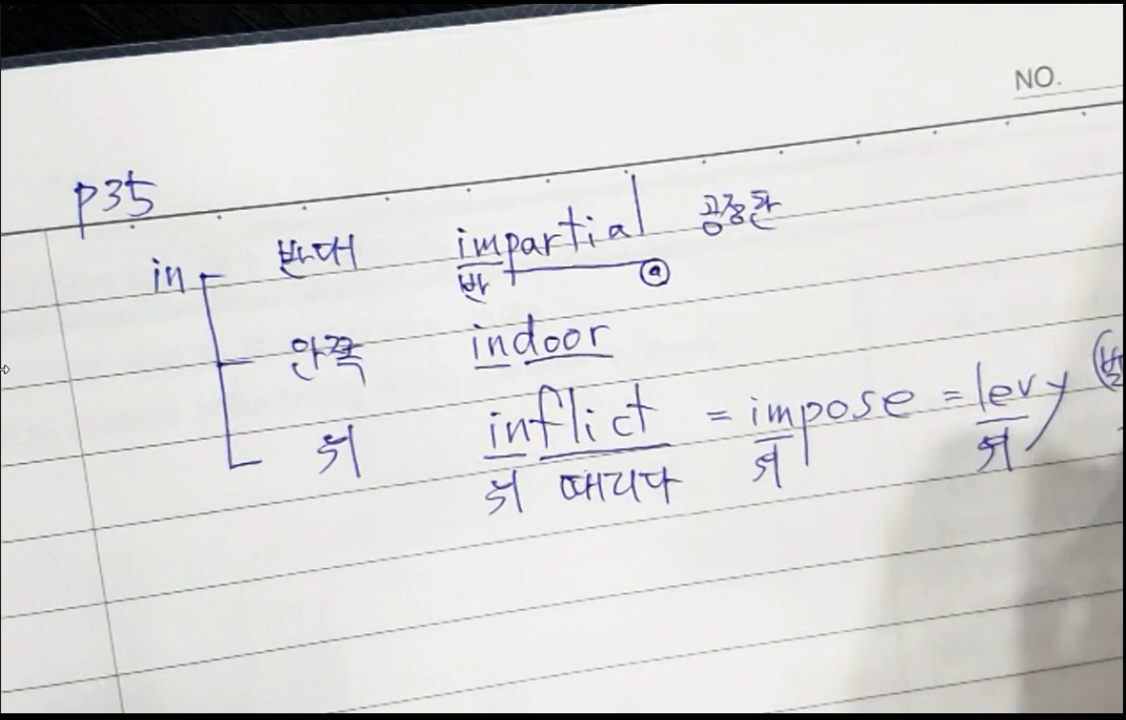 NO.
p35
in 반대 impartial 공정한
반 ⓐ
안쪽 indoor
위 inflict = impose = levy
위 때리다 위 위